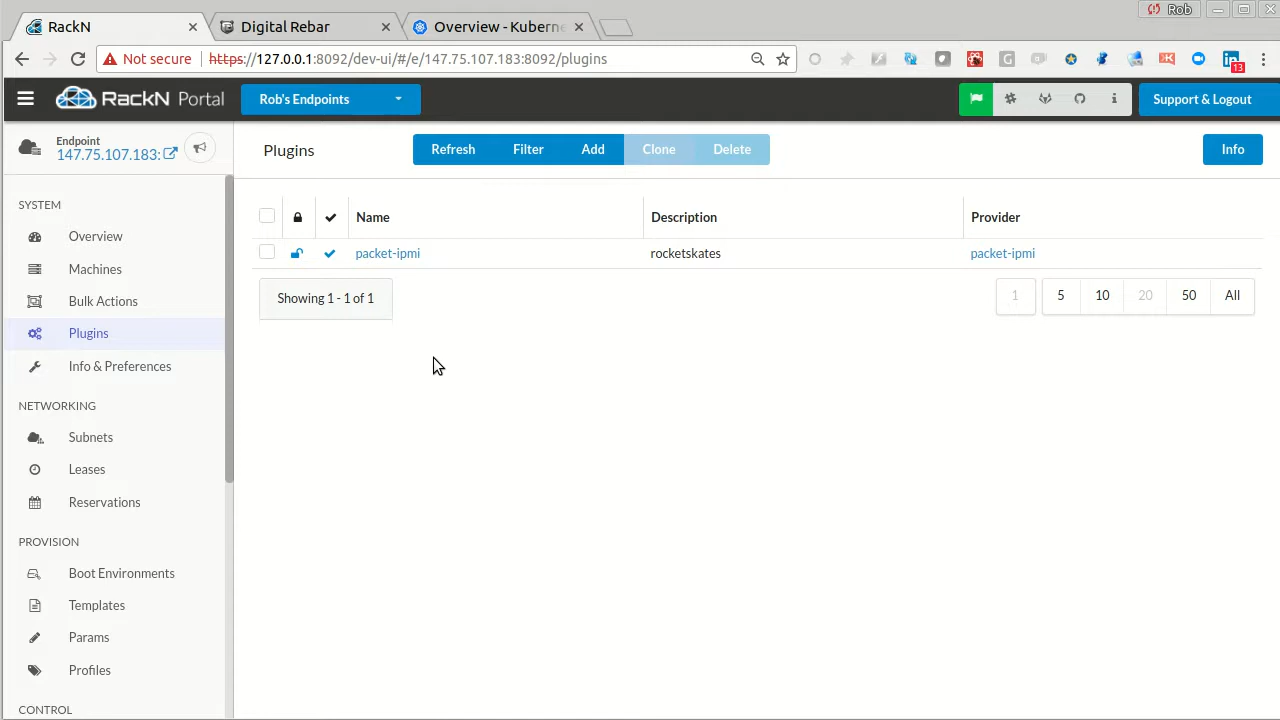 RackN
Digital Rebar
Overview - Kuberne
Rob
Not secure
https://127.0.0.1:8092/dev-ui/#/e/147.75.107.183:8092/plugins
13
RackN Portal
Rob's Endpoints
Support & Logout
Endpoint
147.75.107.183:
Plugins
Refresh
Filter
Add
Clone
Delete
Info
SYSTEM
Overview
Machines
Bulk Actions
Plugins
Info & Preferences
NETWORKING
Subnets
Leases
Reservations
PROVISION
Boot Environments
Templates
Params
Profiles
CONTROL
Name
Description
Provider
packet-ipmi
rocketskates
packet-ipmi
Showing 1 - 1 of 1
1
5
10
20
50
All